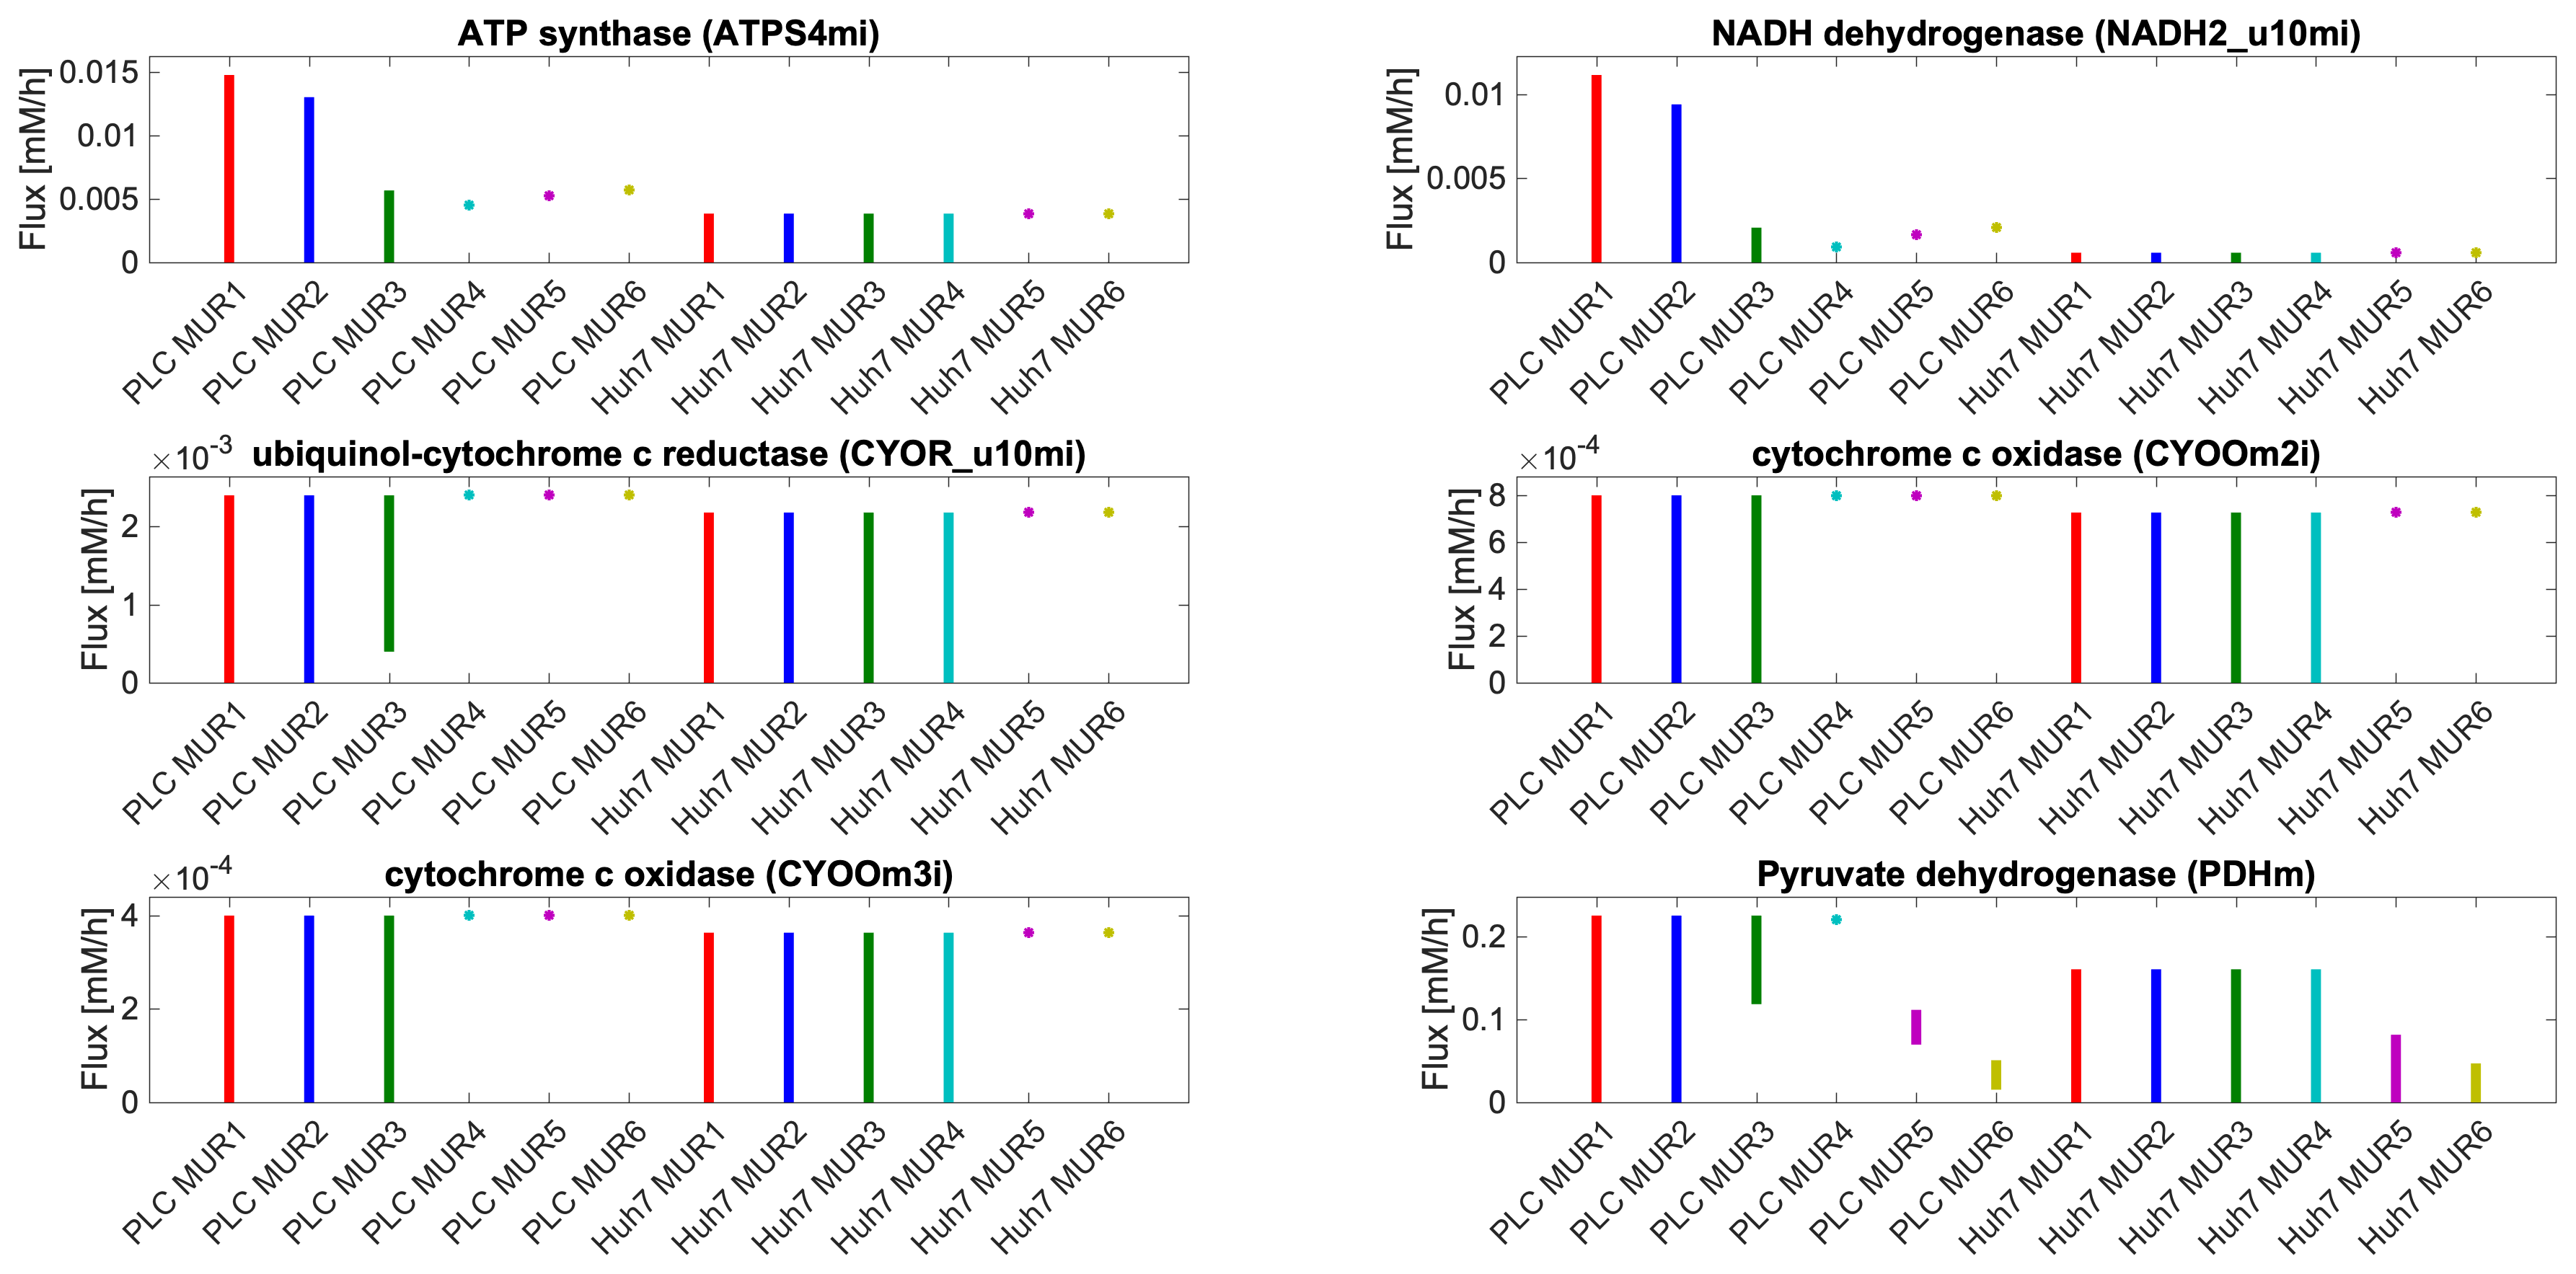 ATP synthase (ATPS4mi)
Flux [mM/h]
0.015
0.01
0.005
0
PLC MUR1
PLC MUR2
PLC MUR3
PLC MUR4
PLC MUR5
PLC MUR6
Huh7 MUR1
Huh7 MUR2
Huh7 MUR3
Huh7 MUR4
Huh7 MUR5
Huh7 MUR6
NADH dehydrogenase (NADH2_u10mi)
Flux [mM/h]
0.01
0.005
0
PLC MUR1
PLC MUR2
PLC MUR3
PLC MUR4
PLC MUR5
PLC MUR6
Huh7 MUR1
Huh7 MUR2
Huh7 MUR3
Huh7 MUR4
Huh7 MUR5
Huh7 MUR6
×10-3
ubiquinol-cytochrome c reductase (CYOR_u10mi)
Flux [mM/h]
2
1
0
PLC MUR1
PLC MUR2
PLC MUR3
PLC MUR4
PLC MUR5
PLC MUR6
Huh7 MUR1
Huh7 MUR2
Huh7 MUR3
Huh7 MUR4
Huh7 MUR5
Huh7 MUR6
×10-4
cytochrome c oxidase (CYOOm2i)
Flux [mM/h]
8
6
4
2
0
PLC MUR1
PLC MUR2
PLC MUR3
PLC MUR4
PLC MUR5
PLC MUR6
Huh7 MUR1
Huh7 MUR2
Huh7 MUR3
Huh7 MUR4
Huh7 MUR5
Huh7 MUR6
×10-4
cytochrome c oxidase (CYOOm3i)
Flux [mM/h]
4
2
0
PLC MUR1
PLC MUR2
PLC MUR3
PLC MUR4
PLC MUR5
PLC MUR6
Huh7 MUR1
Huh7 MUR2
Huh7 MUR3
Huh7 MUR4
Huh7 MUR5
Huh7 MUR6
Pyruvate dehydrogenase (PDHm)
Flux [mM/h]
0.2
0.1
0
PLC MUR1
PLC MUR2
PLC MUR3
PLC MUR4
PLC MUR5
PLC MUR6
Huh7 MUR1
Huh7 MUR2
Huh7 MUR3
Huh7 MUR4
Huh7 MUR5
Huh7 MUR6